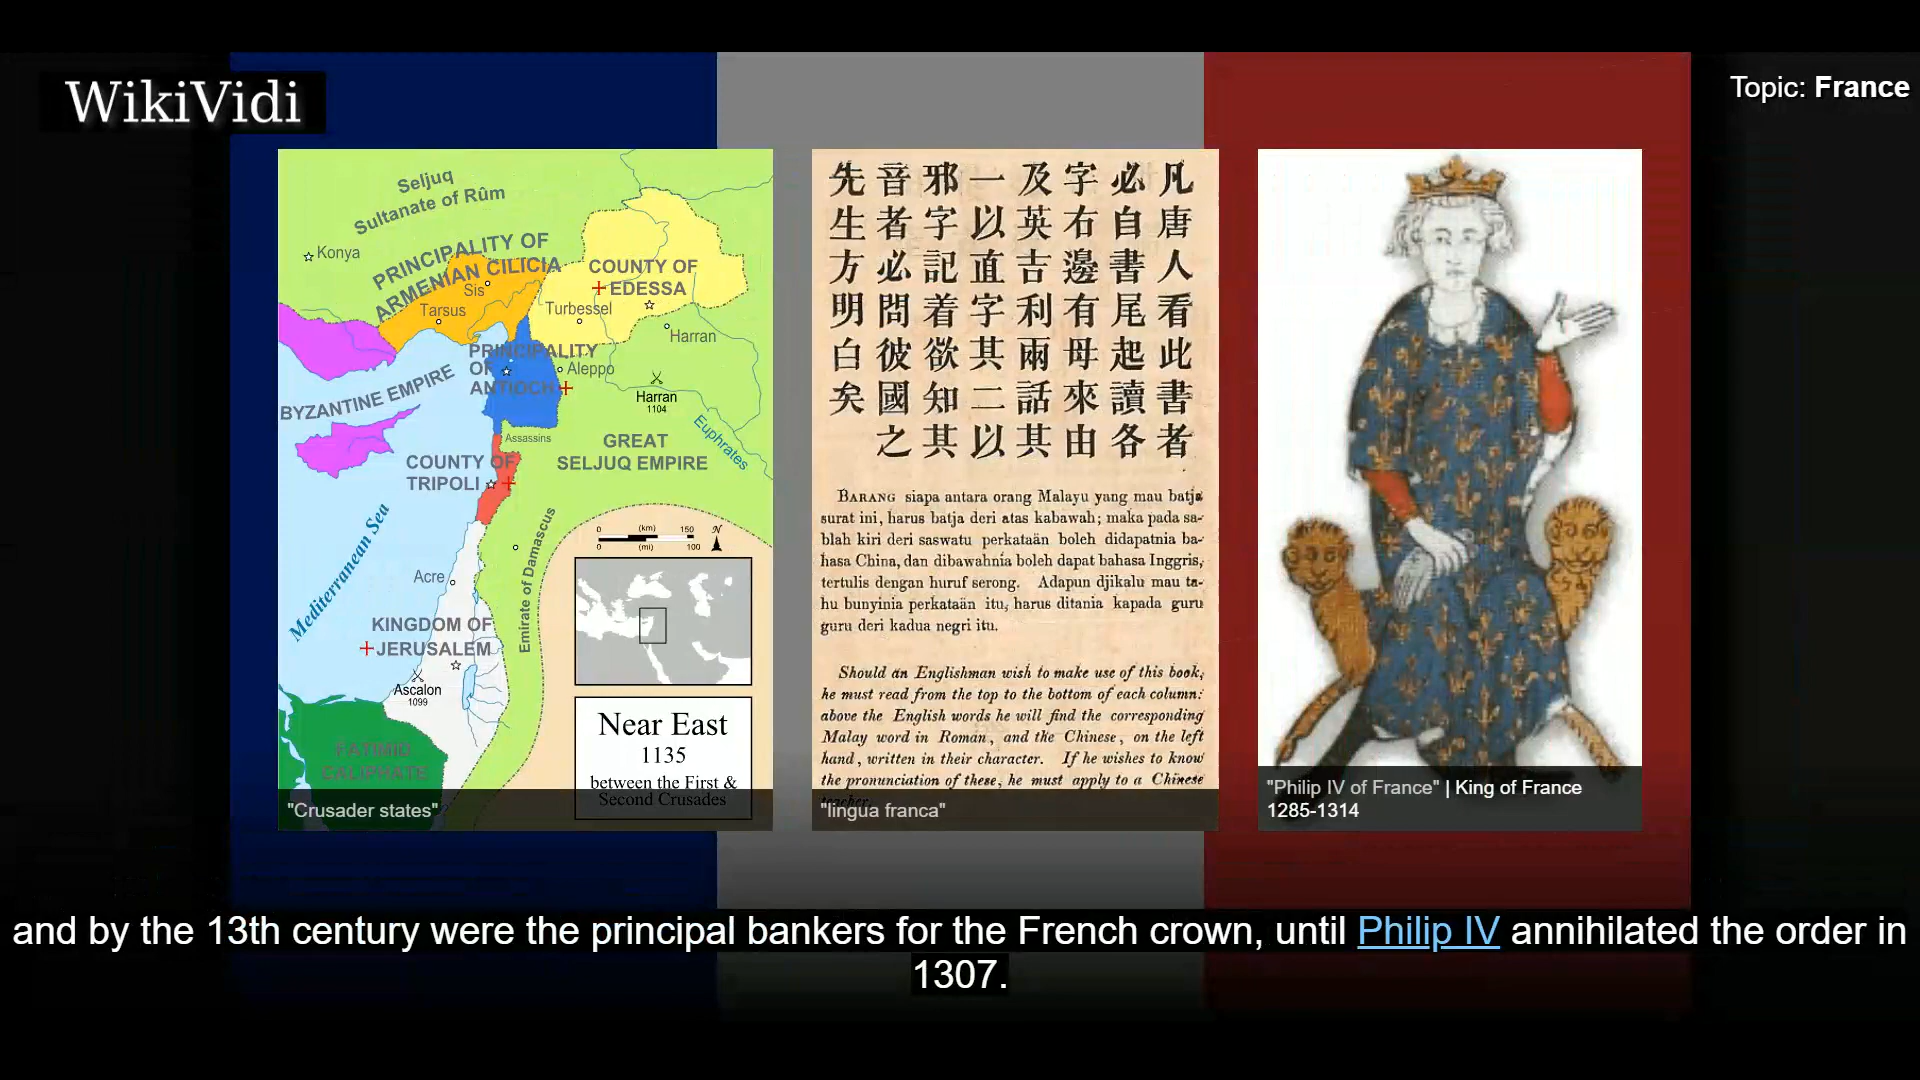 WikiVidi
Topic: France
Seljuq
Sultanate of Rûm
Konya
PRINCIPALITY OF
ARMENIAN CILICIA
Sis
Tarsus
COUNTY OF
EDESSA
Turbessel
Harran
PRINCIPALITY
OF
ANTIOCH
Aleppo
Harran
1104
BYZANTINE EMPIRE
Euphrates
Assassins
GREAT
SELJUQ EMPIRE
COUNTY OF
TRIPOLI
Mediterranean Sea
Emirate of Damascus
0 (km) 150
0 (mi) 100
N
Acre
KINGDOM OF
JERUSALEM
Ascalon
1099
FATIMID
CALIPHATE
Near East
1135
between the First &
Second Crusades
"Crusader states"
凡唐人看此書者
必自書尾起讀各
字右邊有母來由
及英吉利兩話其
一以直字其二以
邪字記着欲知其
音者必問彼國之
先生方明白矣
BARANG siapa antara orang Malayu yang mau batja
surat ini, harus batja deri atas kabawah; maka pada sa-
blah kiri deri saswatu perkataän boleh didapatnia ba-
hasa China, dan dibawahnia boleh dapat bahasa Inggris,
tertulis dengan huruf serong. Adapun djikalu mau ta-
hu bunyinia perkataän itu, harus ditania kapada guru
guru deri kadua negri itu.
Should an Englishman wish to make use of this book,
he must read from the top to the bottom of each column:
above the English words he will find the corresponding
Malay word in Roman, and the Chinese, on the left
hand, written in their character. If he wishes to know
the pronunciation of these, he must apply to a Chinese
teacher.
"lingua franca"
"Philip IV of France" | King of France
1285-1314
and by the 13th century were the principal bankers for the French crown, until Philip IV annihilated the order in
1307.